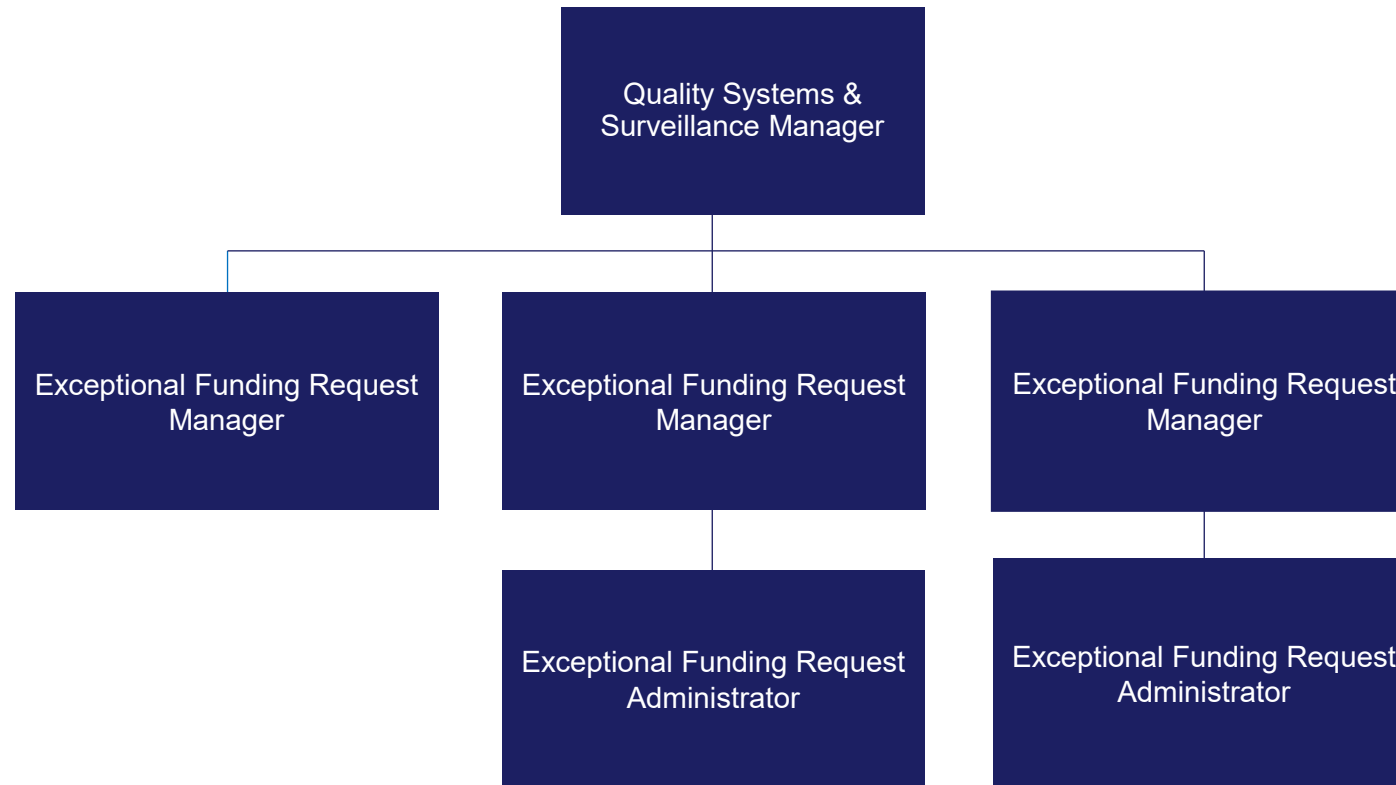 Quality Systems &
Surveillance Manager
Exceptional Funding Request
Manager
Exceptional Funding Request
Manager
Exceptional Funding Request
Manager
Exceptional Funding Request
Administrator
Exceptional Funding Request
Administrator